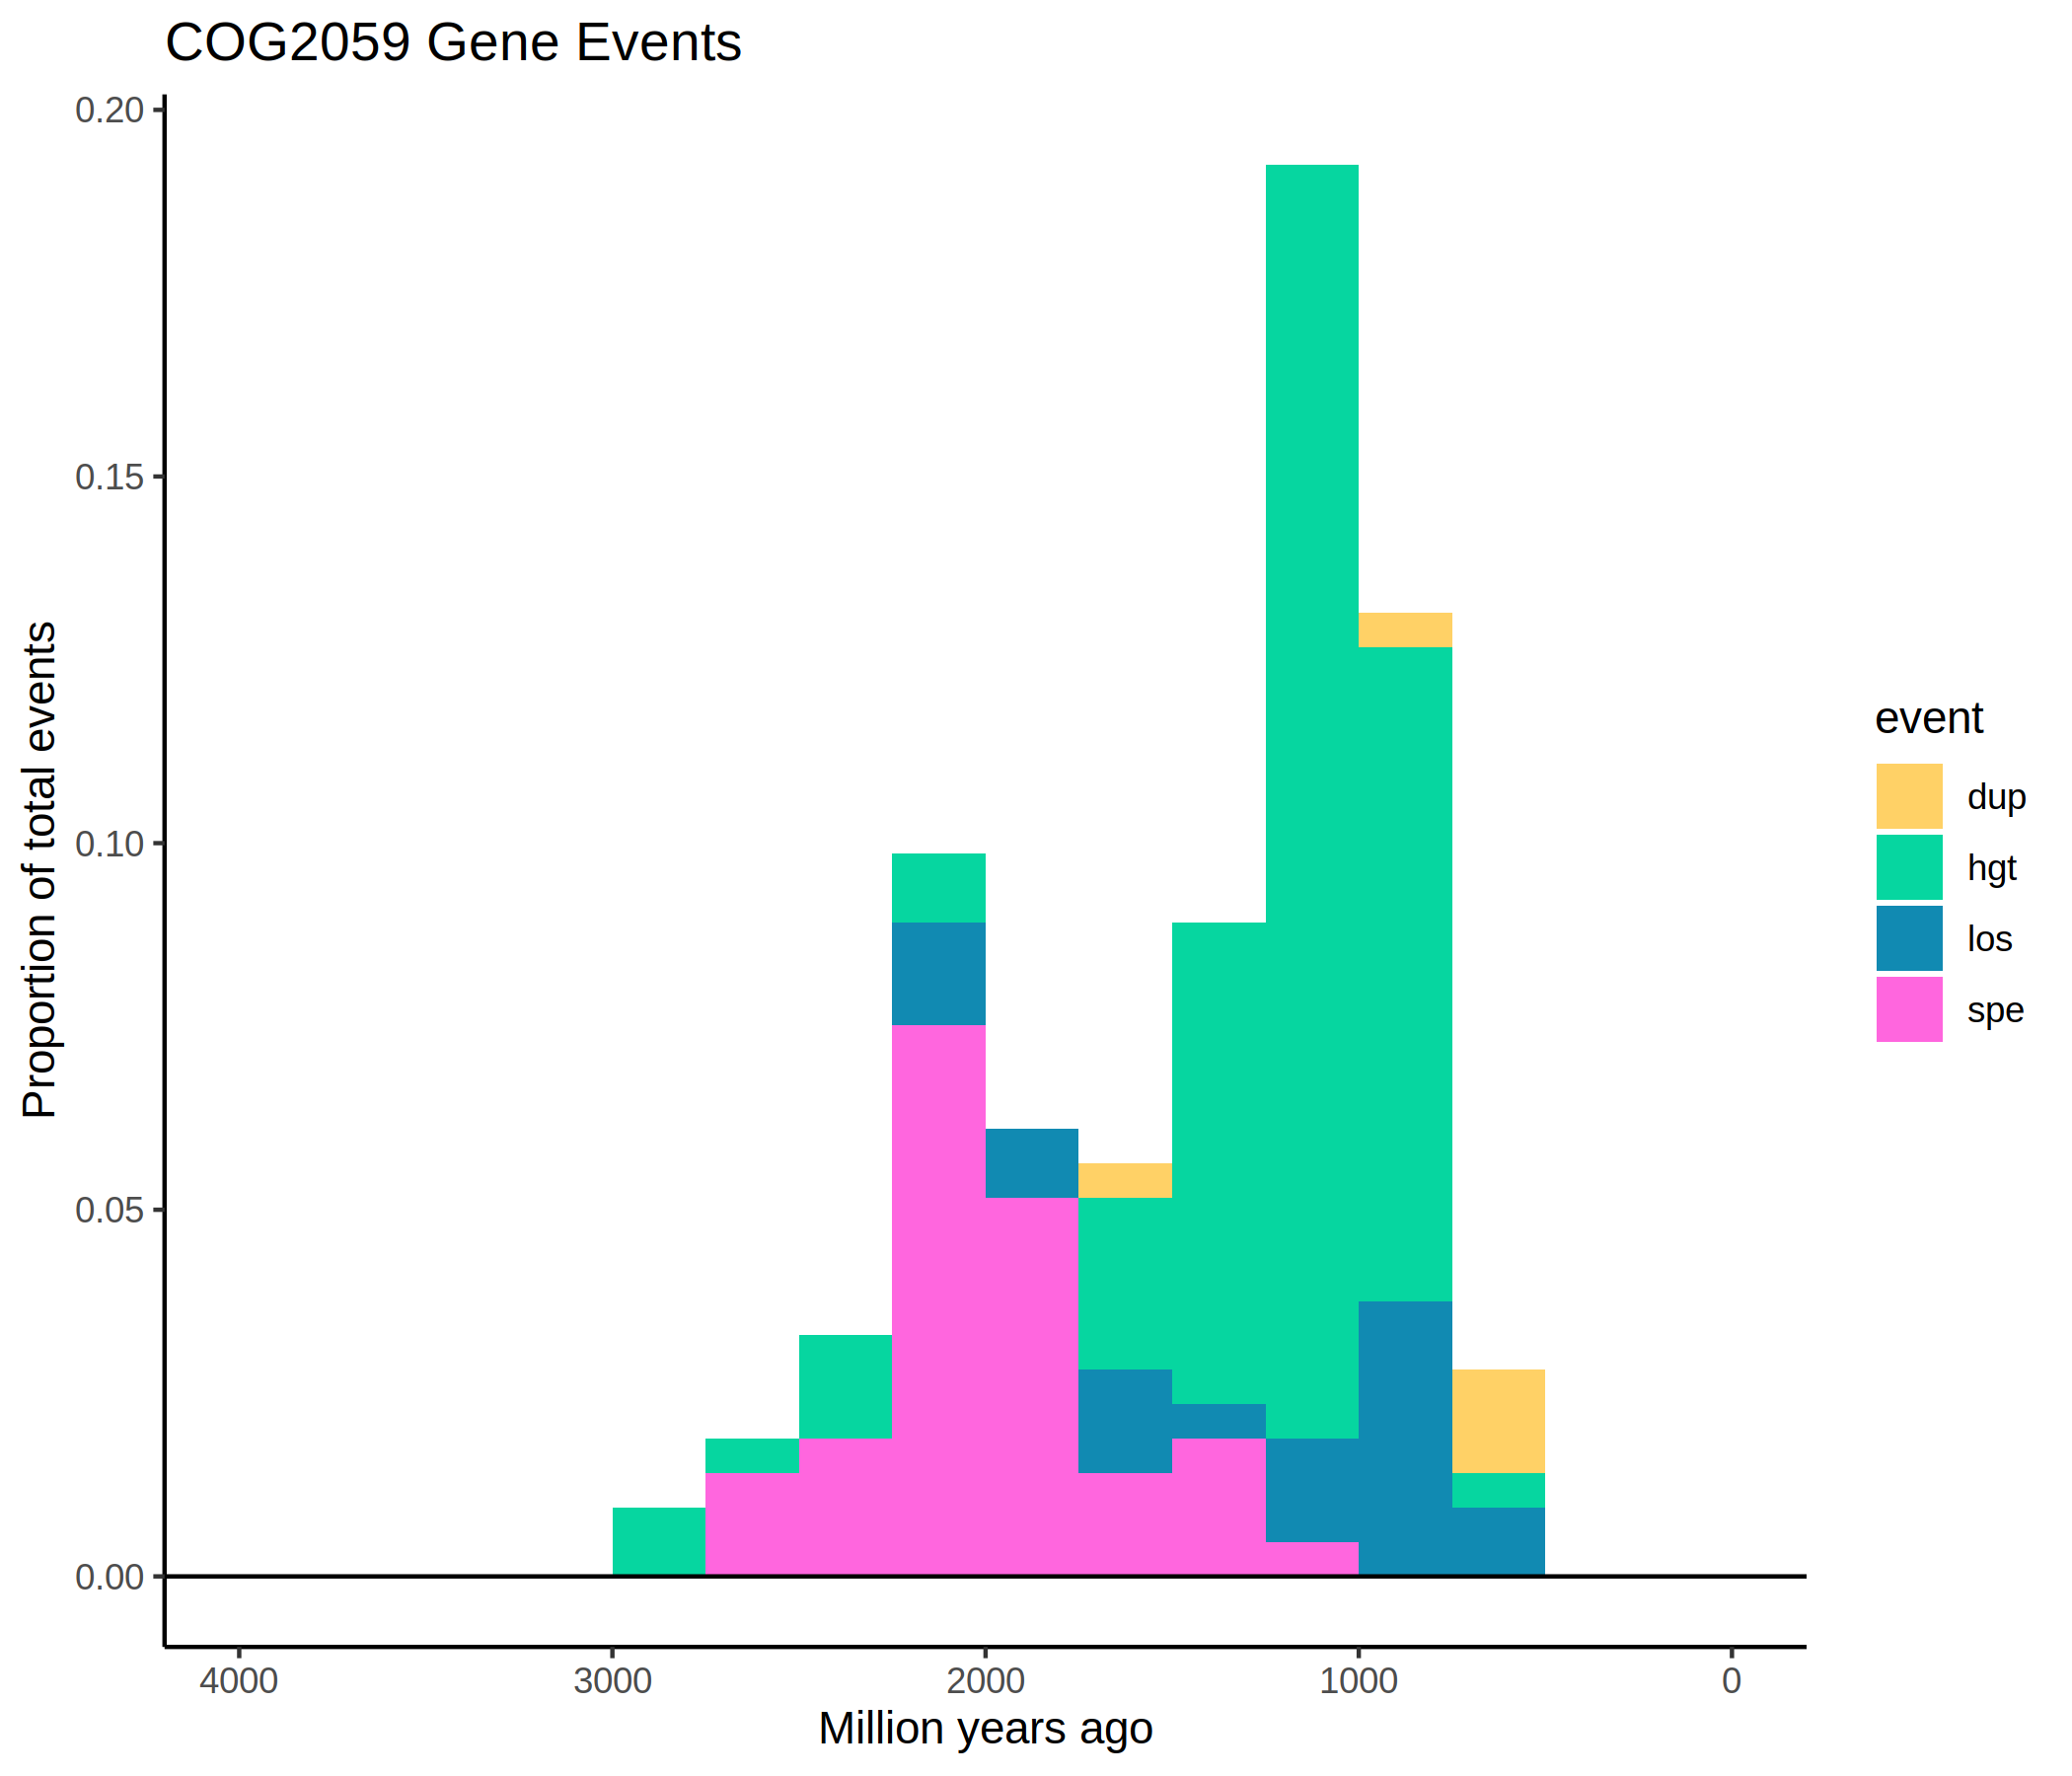 COG2059 Gene Events
Proportion of total events
0.20
0.15
0.10
0.05
0.00
4000 3000 2000 1000 0
Million years ago
event
dup
hgt
los
spe